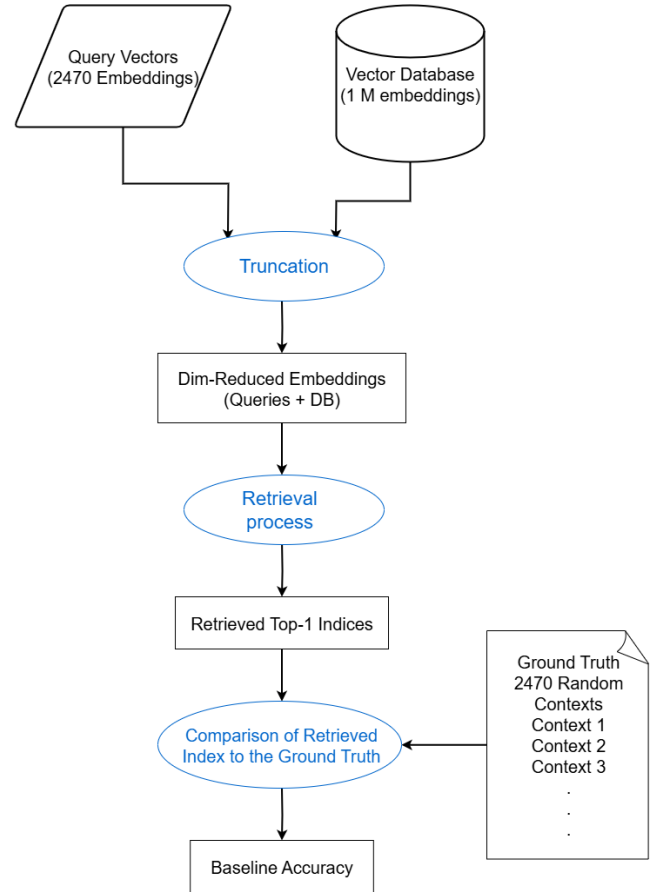 Query Vectors
(2470 Embeddings)
Vector Database
(1 M embeddings)
Truncation
Dim-Reduced Embeddings
(Queries + DB)
Retrieval
process
Retrieved Top-1 Indices
Ground Truth
2470 Random
Contexts
Context 1
Context 2
Context 3
.
.
.
Comparison of Retrieved
Index to the Ground Truth
Baseline Accuracy